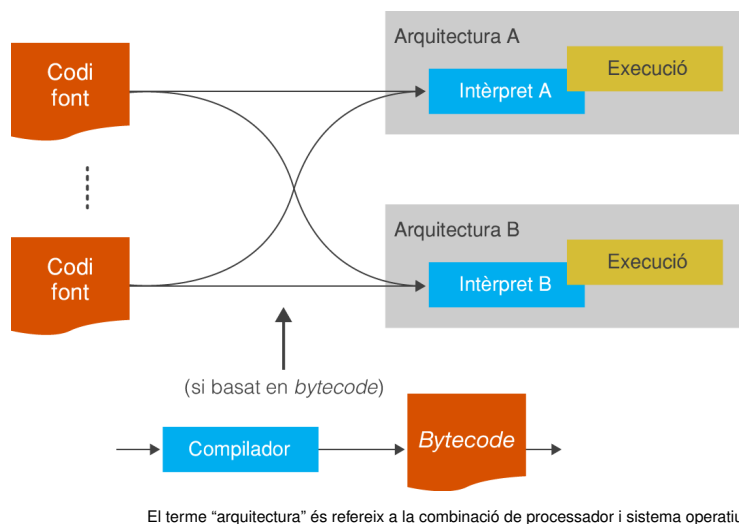 Codi
font
Arquitectura A
Intèrpret A
Execució
Codi
font
Arquitectura B
Intèrpret B
Execució
(si basat en bytecode)
Compilador
Bytecode
El terme “arquitectura” és refereix a la combinació de processador i sistema operatiu